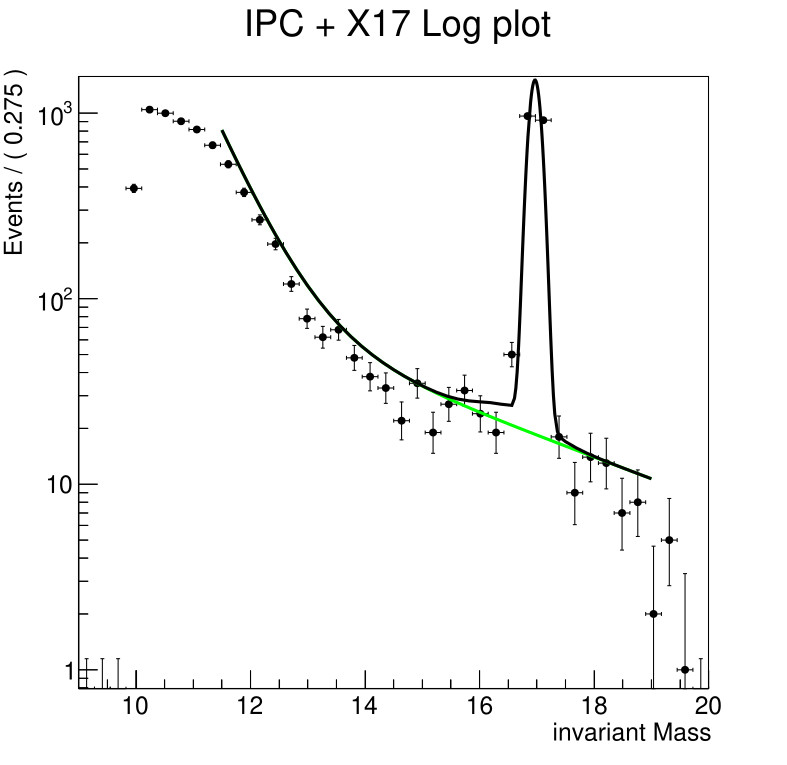 IPC + X17 Log plot
Events / ( 0.275 )
10³
10²
10
1
10 12 14 16 18 20
invariant Mass